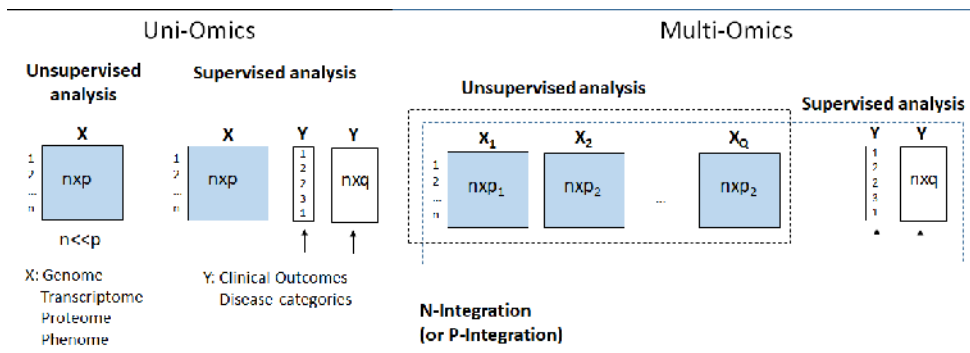 Uni-Omics
Unsupervised analysis
X
1
2
...
n
nxp
n<<p
X: Genome
Transcriptome
Proteome
Phenome
Supervised analysis
X Y Y
1
2
...
n
nxp
1
2
2
3
1
nxq
Y: Clinical Outcomes
Disease categories
Multi-Omics
Unsupervised analysis
X₁ X₂ X_Q
1
2
...
n
nxp₁ nxp₂ ... nxp₂
Supervised analysis
Y Y
1
2
2
3
1
nxq
N-Integration
(or P-Integration)